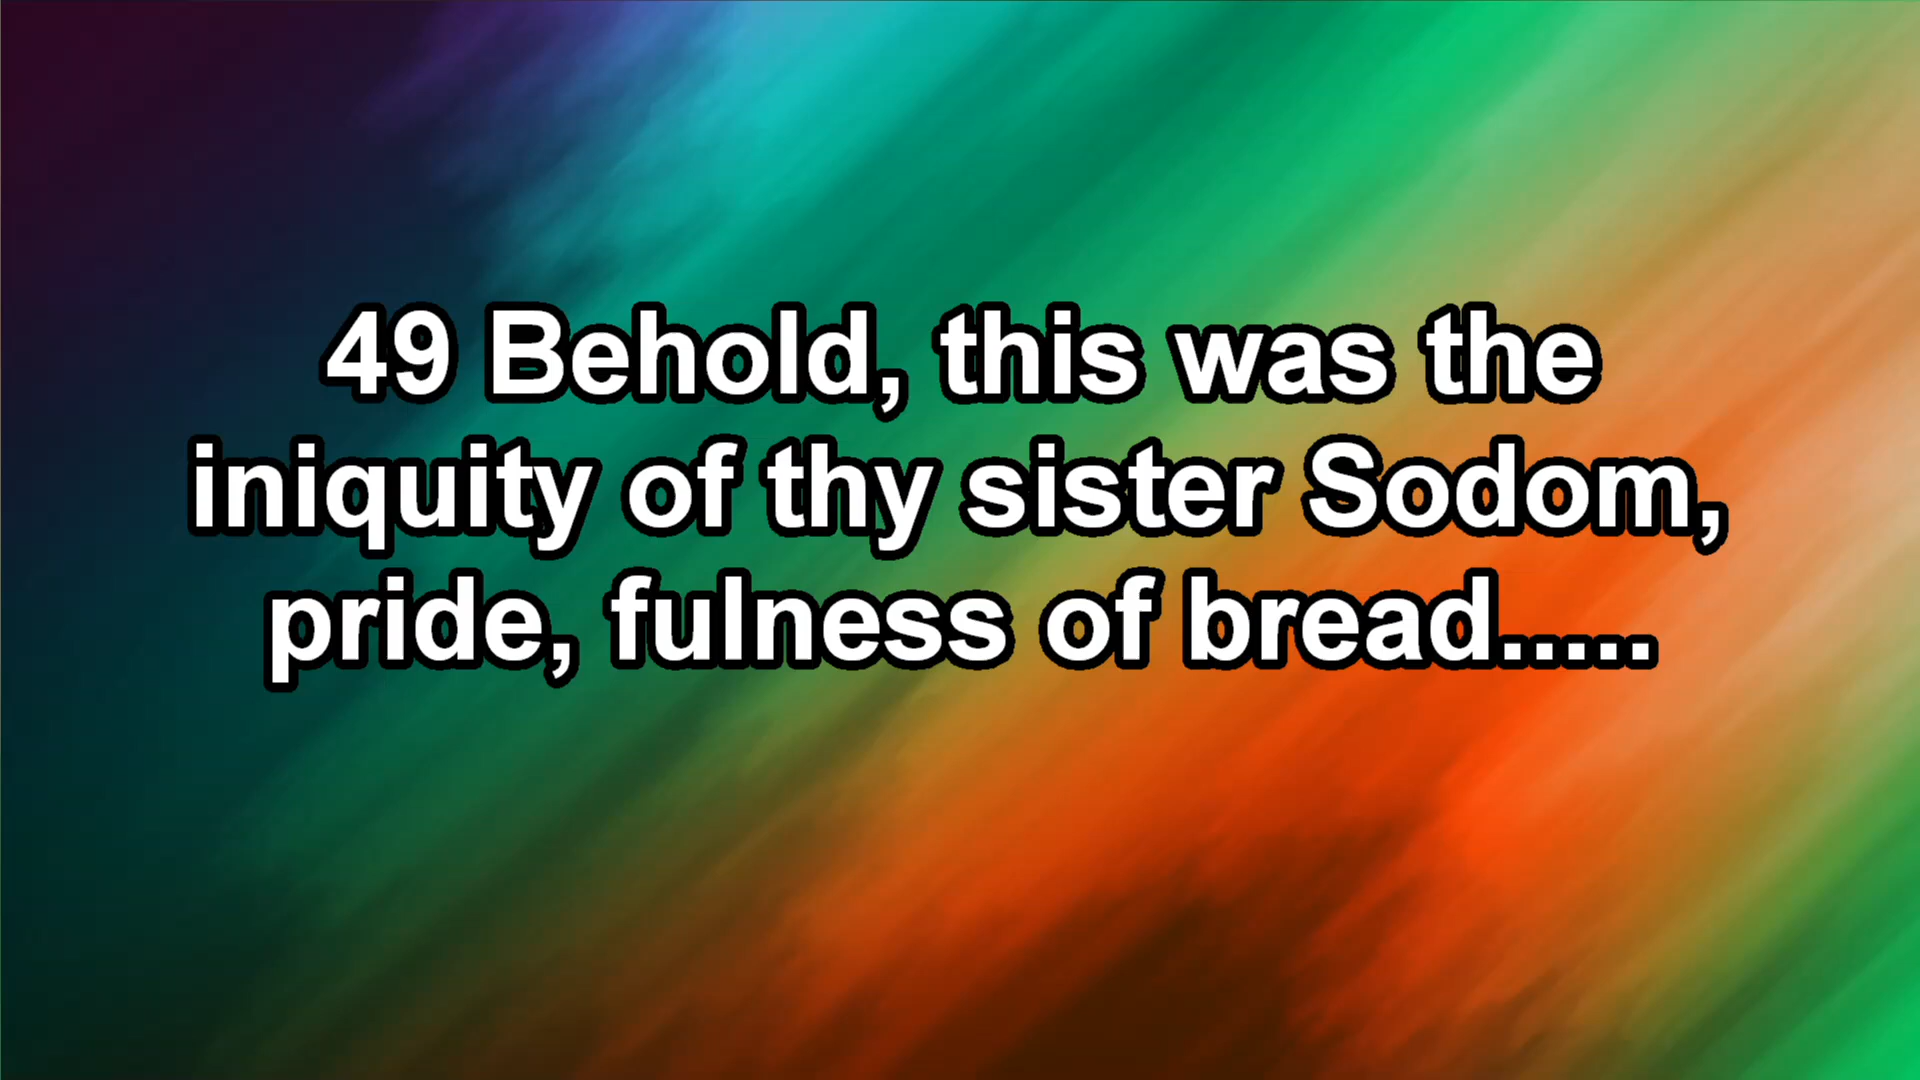 49 Behold, this was the
iniquity of thy sister Sodom,
pride, fulness of bread.....